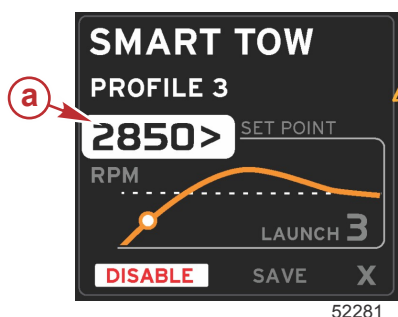 SMART TOW
PROFILE 3
a
2850> SET POINT
RPM
LAUNCH 3
DISABLE SAVE X
52281